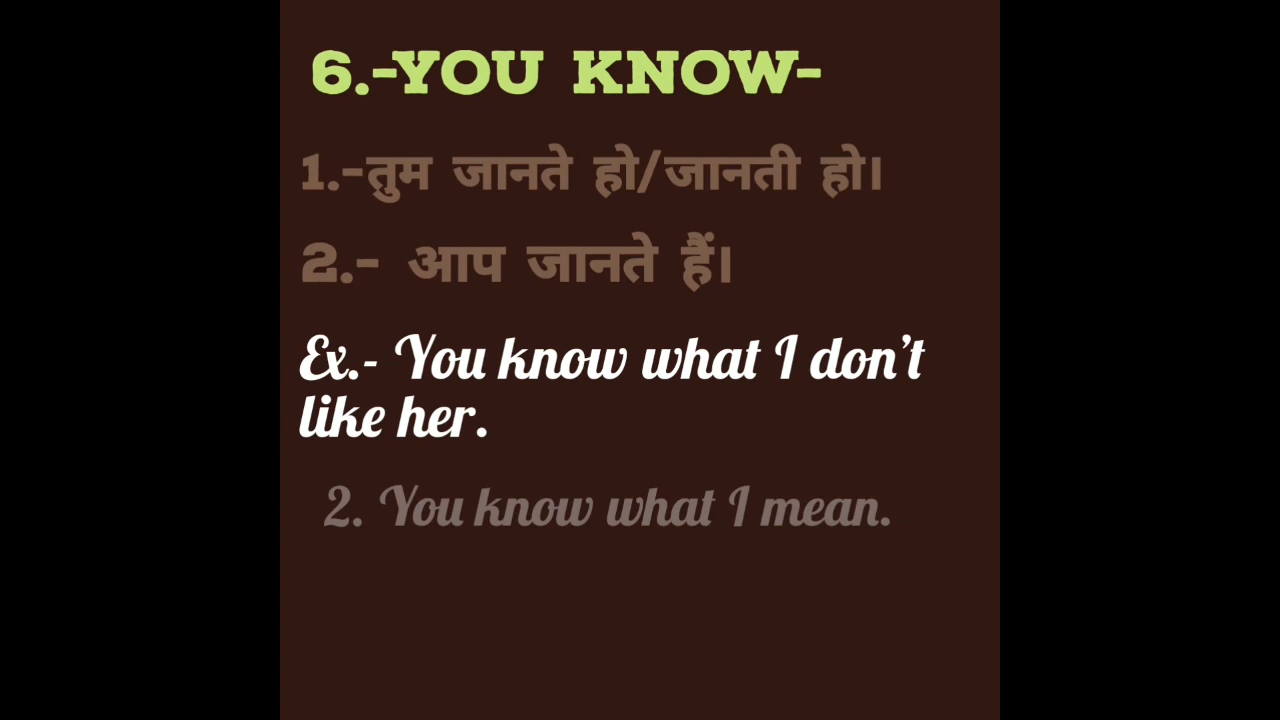 6.-YOU KNOW-
1.-तुम जानते हो/जानती हो।
2.- आप जानते हैं।
Ex.- You know what I don't
like her.
2. You know what I mean.